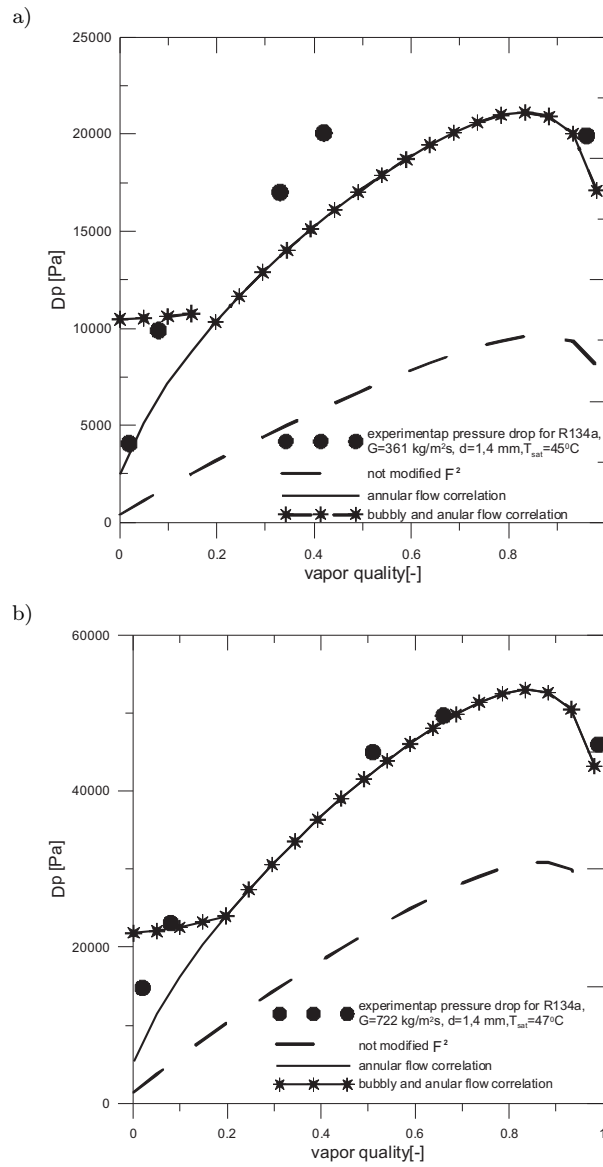 a)
25000
20000
15000
10000
5000
0
Dp [Pa]
experimentap pressure drop for R134a,
G=361 kg/m²s, d=1,4 mm,T_sat=45⁰C
not modified F²
annular flow correlation
bubbly and anular flow correlation
0 0.2 0.4 0.6 0.8 1
vapor quality[-]
b)
60000
40000
20000
0
Dp [Pa]
experimentap pressure drop for R134a,
G=722 kg/m²s, d=1,4 mm,T_sat=47⁰C
not modified F²
annular flow correlation
bubbly and anular flow correlation
0 0.2 0.4 0.6 0.8 1
vapor quality[-]